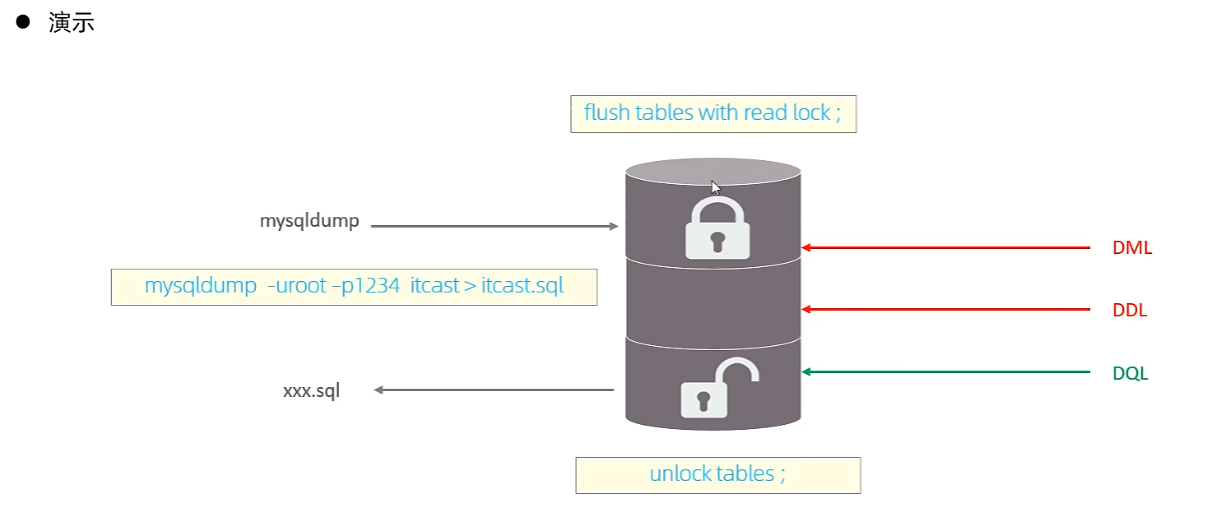 ● 演示
flush tables with read lock ;
mysqldump
DML
mysqldump -uroot –p1234 itcast > itcast.sql
DDL
DQL
xxx.sql
unlock tables ;